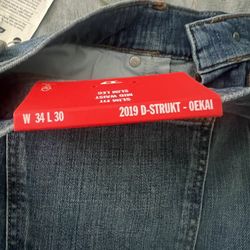 SLIM FIT
MID WAIST
SLIM LEG
W 34 L 30
2019 D-STRUKT - OEKAI